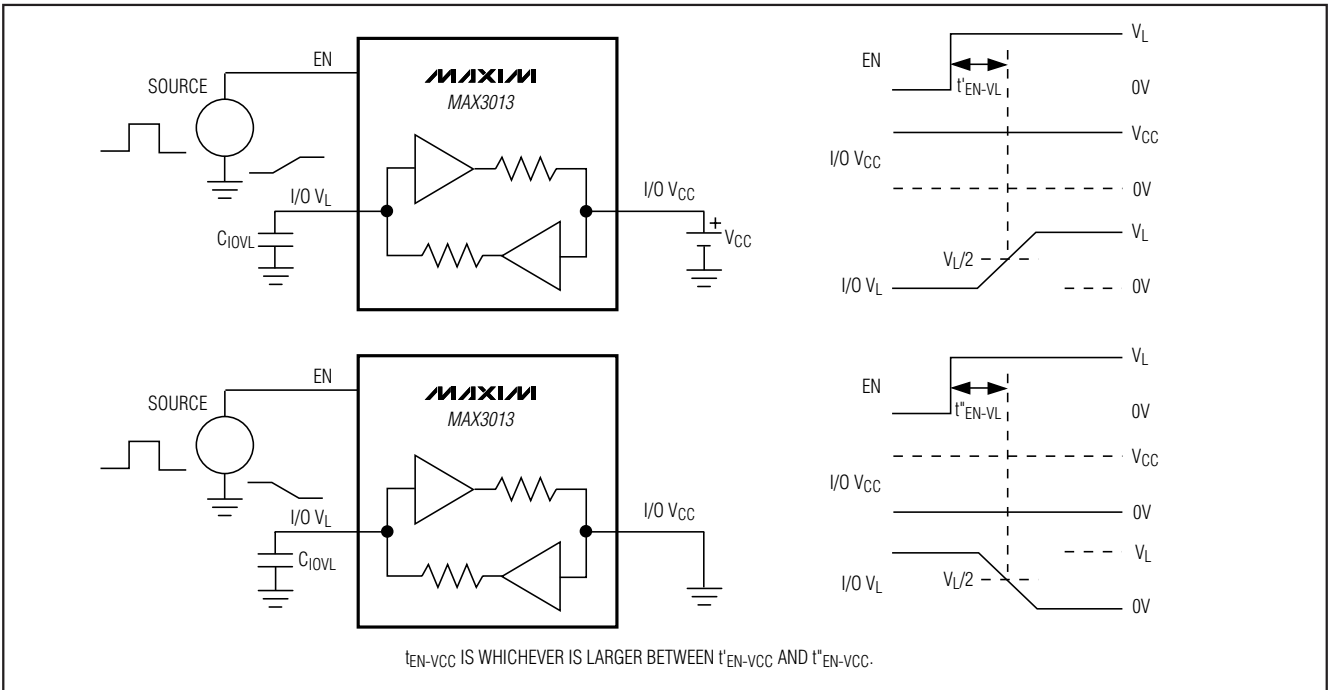 EN
SOURCE
MAXIM
MAX3013
I/O VL
CIOVL
I/O VCC
+
VCC
EN
VL
t'EN-VL
0V
VCC
I/O VCC
0V
VL
VL/2
I/O VL
0V
EN
SOURCE
MAXIM
MAX3013
I/O VL
CIOVL
I/O VCC
VL
EN
t"EN-VL
0V
VCC
I/O VCC
0V
VL
I/O VL
VL/2
0V
tEN-VCC IS WHICHEVER IS LARGER BETWEEN t'EN-VCC AND t"EN-VCC.